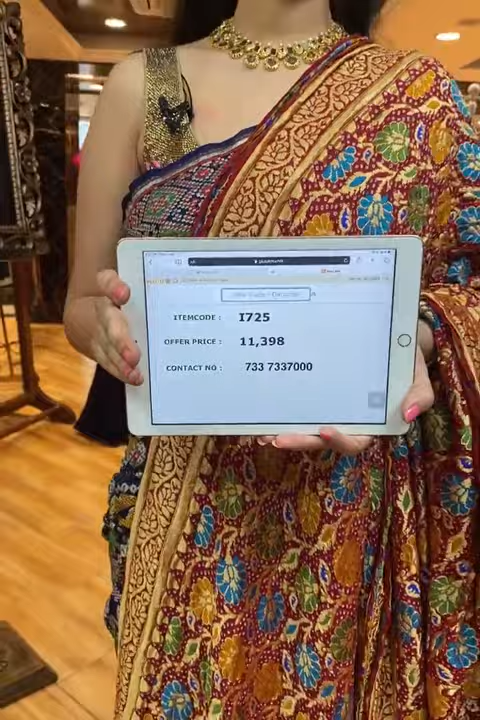 ITEMCODE : I725
OFFER PRICE : 11,398
CONTACT NO : 733 7337000